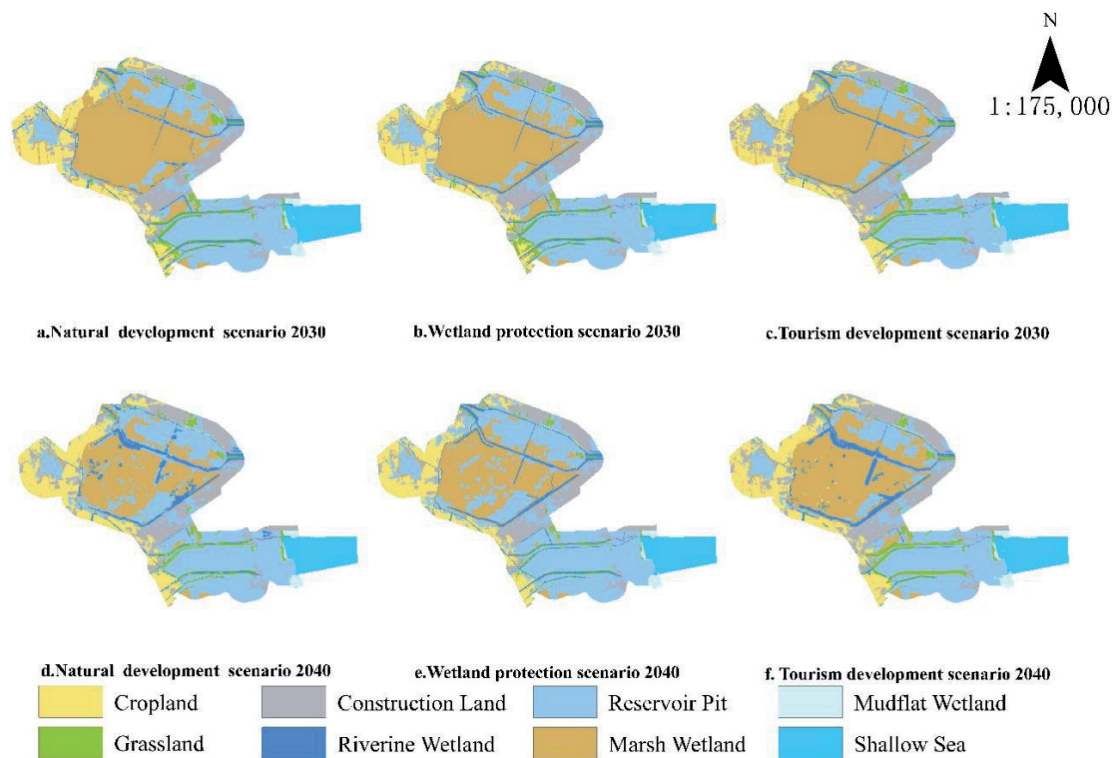 N
1:175,000
a.Natural development scenario 2030
b.Wetland protection scenario 2030
c.Tourism development scenario 2030
d.Natural development scenario 2040
e.Wetland protection scenario 2040
f. Tourism development scenario 2040
Cropland
Construction Land
Reservoir Pit
Mudflat Wetland
Grassland
Riverine Wetland
Marsh Wetland
Shallow Sea